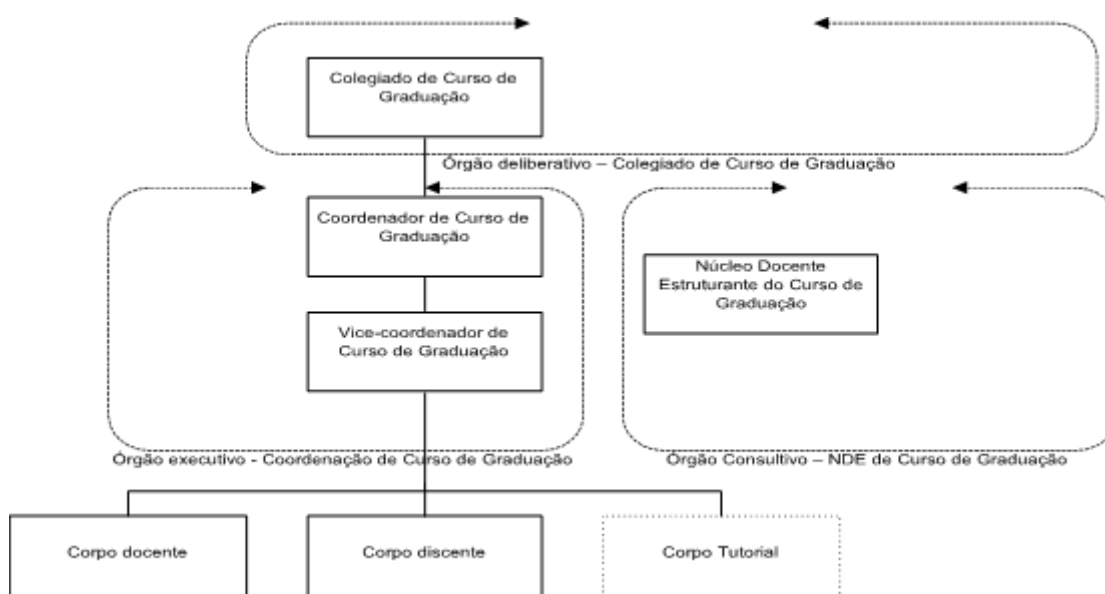 Colegiado de Curso de
Graduação
Órgão deliberativo – Colegiado de Curso de Graduação
Coordenador de Curso de
Graduação
Núcleo Docente
Estruturante do Curso de
Graduação
Vice-coordenador de
Curso de Graduação
Órgão executivo - Coordenação de Curso de Graduação
Órgão Consultivo – NDE de Curso de Graduação
Corpo docente
Corpo discente
Corpo Tutorial